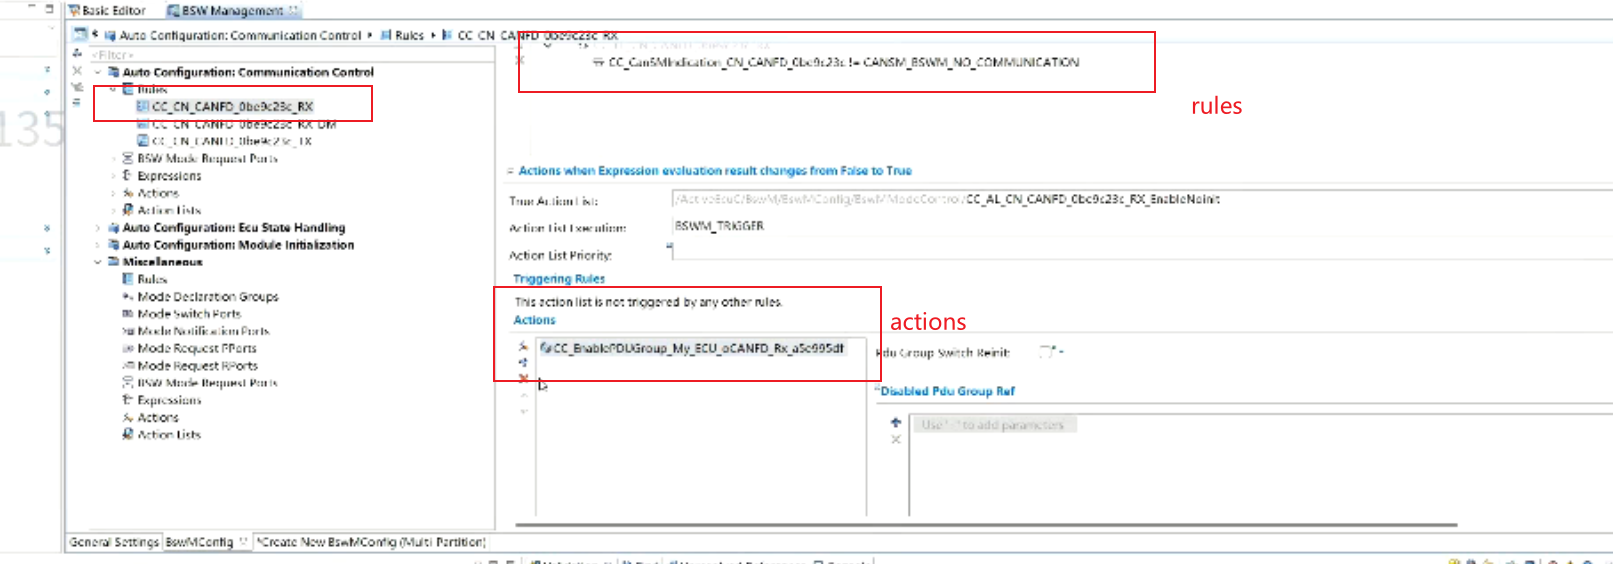 Basic Editor
BSW Management
Auto Configuration: Communication Control
Rules
CC_CN_CANFD_0be9c23c_RX
<Filter>
Auto Configuration: Communication Control
Rules
CC_CN_CANFD_0be9c23c_RX
CC_CN_CANFD_0be9c23c_RX_DM
CC_CN_CANFD_0be9c23c_TX
BSW Mode Request Ports
Expressions
Actions
Action Lists
Auto Configuration: Ecu State Handling
Auto Configuration: Module Initialization
Miscellaneous
Rules
Mode Declaration Groups
Mode Switch Ports
Mode Notification Ports
Mode Request PPorts
Mode Request RPorts
BSW Mode Request Ports
Expressions
Actions
Action Lists
135
CC_CanSMIndication_CN_CANFD_0be9c23c != CANSM_BSWM_NO_COMMUNICATION
rules
Actions when Expression evaluation result changes from False to True
True Action List:
/ActiveEcuC/BswM/BswMConfig/BswMModeControl/CC_AL_CN_CANFD_0be9c23c_RX_EnableNoinit
Action List Execution:
BSWM_TRIGGER
Action List Priority:
Triggering Rules
This action list is not triggered by any other rules.
Actions
actions
CC_EnablePDUGroup_My_ECU_oCANFD_Rx_a5e995df
Pdu Group Switch Reinit:
Disabled Pdu Group Ref
to add parameters
General Settings
BswMConfig
*Create New BswMConfig (Multi Partition)